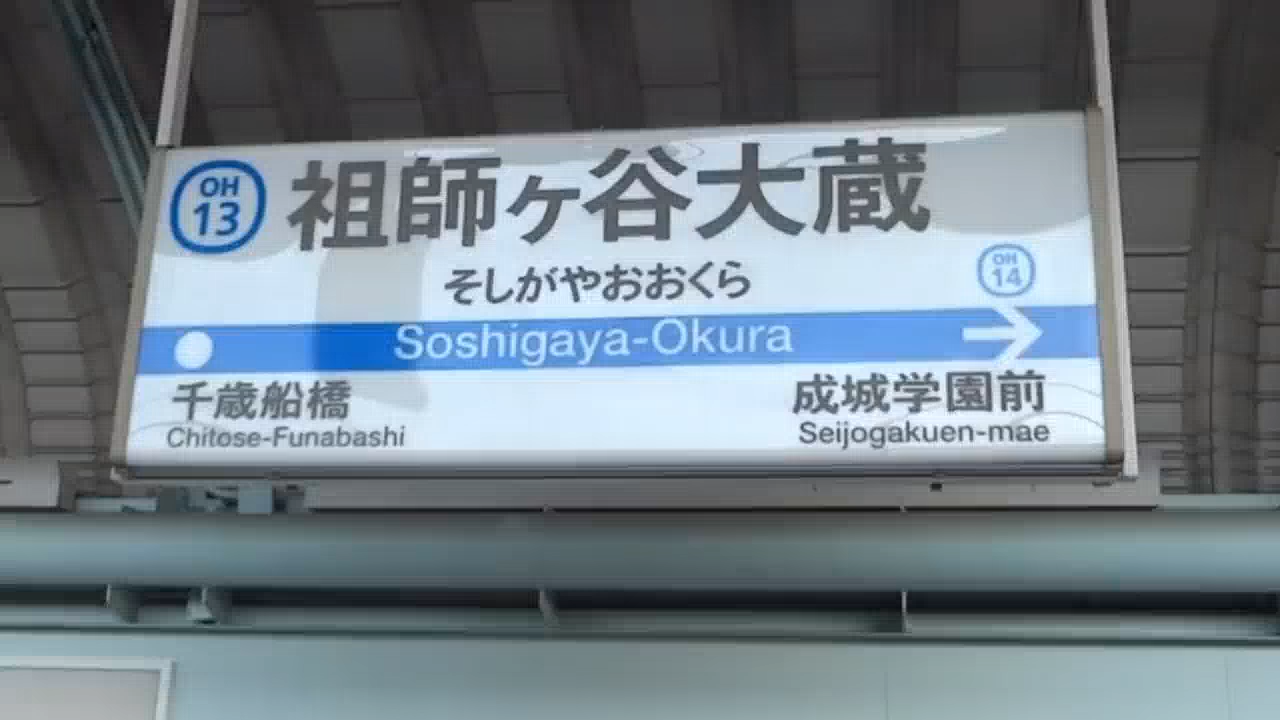 OH
13
祖師ヶ谷大蔵
そしがやおおくら
OH
14
Soshigaya-Okura
千歳船橋
成城学園前
Chitose-Funabashi
Seijogakuen-mae